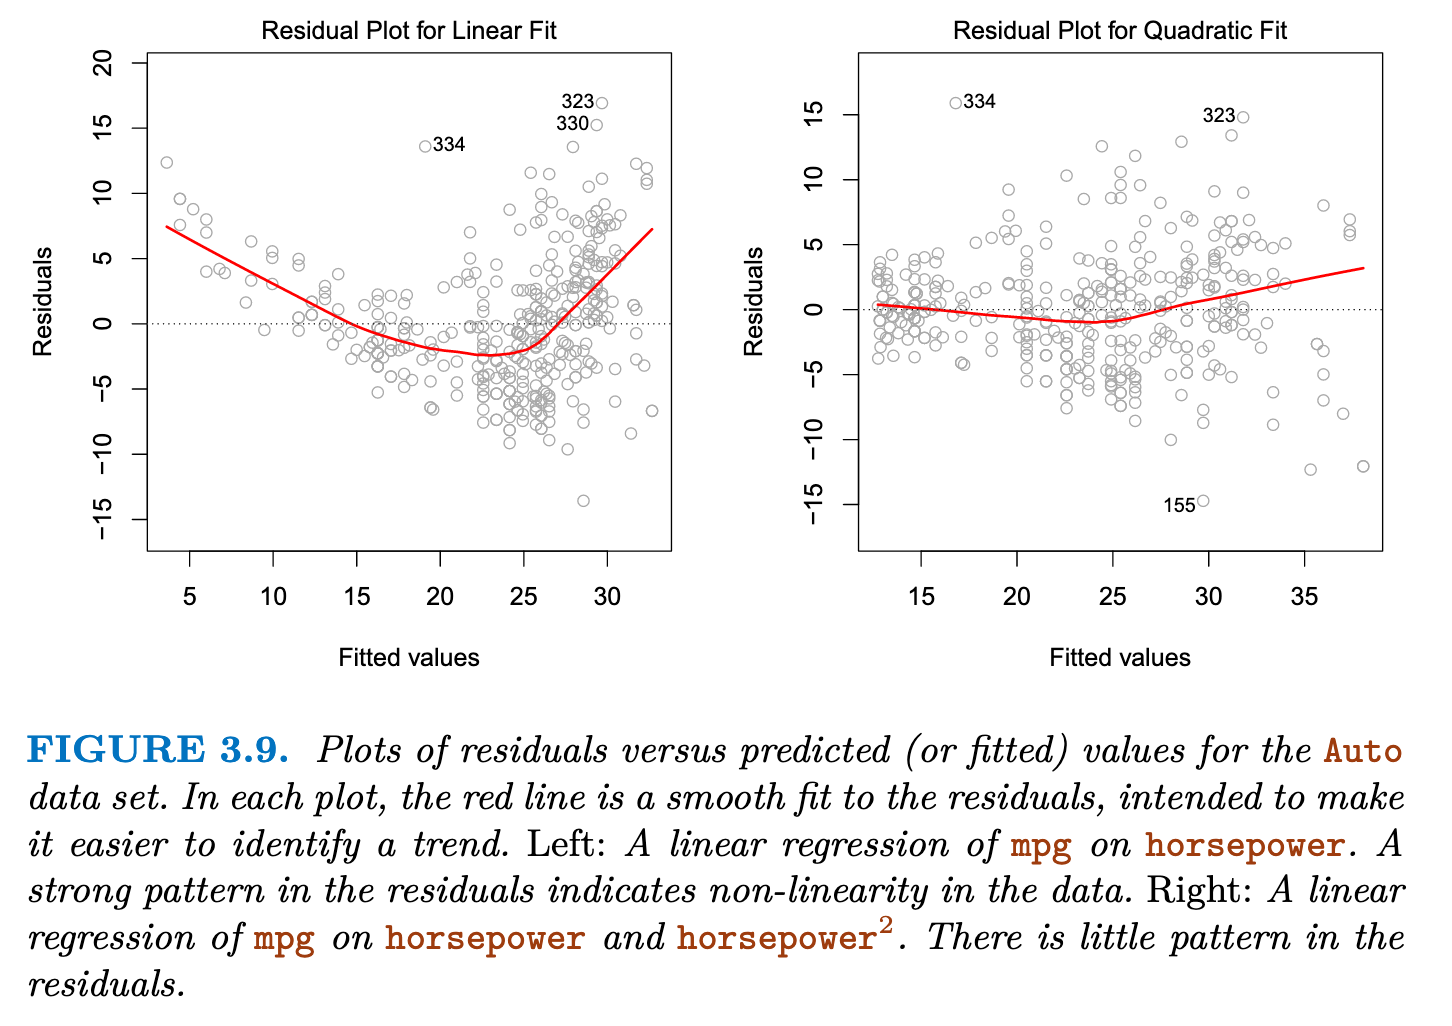 Residual Plot for Linear Fit
20
15
10
5
0
−5
−10
−15
Residuals
323
330
334
5 10 15 20 25 30
Fitted values
Residual Plot for Quadratic Fit
15
10
5
0
−5
−10
−15
Residuals
334
323
155
15 20 25 30 35
Fitted values
FIGURE 3.9. Plots of residuals versus predicted (or fitted) values for the Auto
data set. In each plot, the red line is a smooth fit to the residuals, intended to make
it easier to identify a trend. Left: A linear regression of mpg on horsepower. A
strong pattern in the residuals indicates non-linearity in the data. Right: A linear
regression of mpg on horsepower and horsepower². There is little pattern in the
residuals.